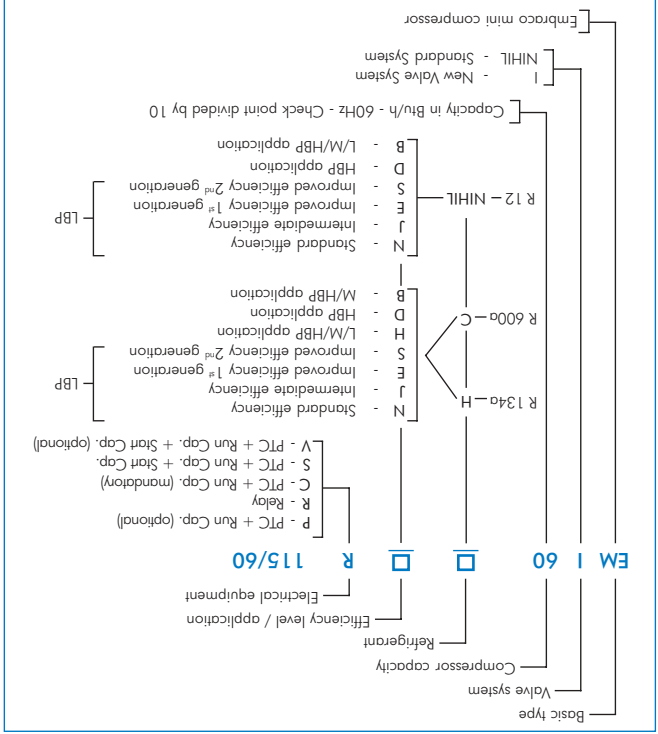 Basic type
Valve system
Compressor capacity
Refrigerant
Efficiency level / application
Electrical equipment
EM I 60 R 115/60
P - PTC + Run Cap. (optional)
R - Relay
C - PTC + Run Cap. (mandatory)
S - PTC + Run Cap. + Start Cap.
V - PTC + Run Cap. + Start Cap. (optional)
R 134a H
R 600a C
N - Standard efficiency
J - Intermediate efficiency
E - Improved efficiency 1st generation
S - Improved efficiency 2nd generation
LBP
H - L/M/HBP application
D - HBP application
B - M/HBP application
R 12 NIHIL
N - Standard efficiency
J - Intermediate efficiency
E - Improved efficiency 1st generation
S - Improved efficiency 2nd generation
LBP
D - HBP application
B - L/M/HBP application
Capacity in Btu/h - 60Hz - Check point divided by 10
I - New Valve System
NIHIL - Standard System
Embraco mini compressor